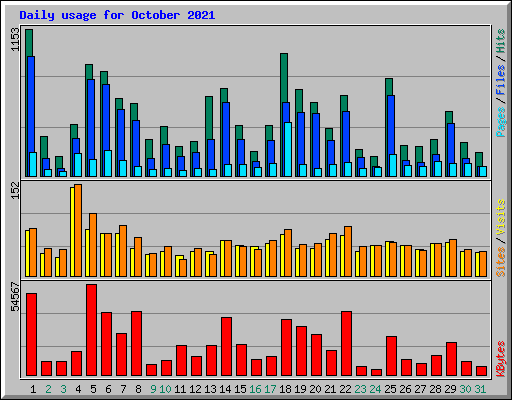 Daily usage for October 2021
1153
Pages / Files / Hits
152
Sites / Visits
54567
KBytes
1 2 3 4 5 6 7 8 9 10 11 12 13 14 15 16 17 18 19 20 21 22 23 24 25 26 27 28 29 30 31